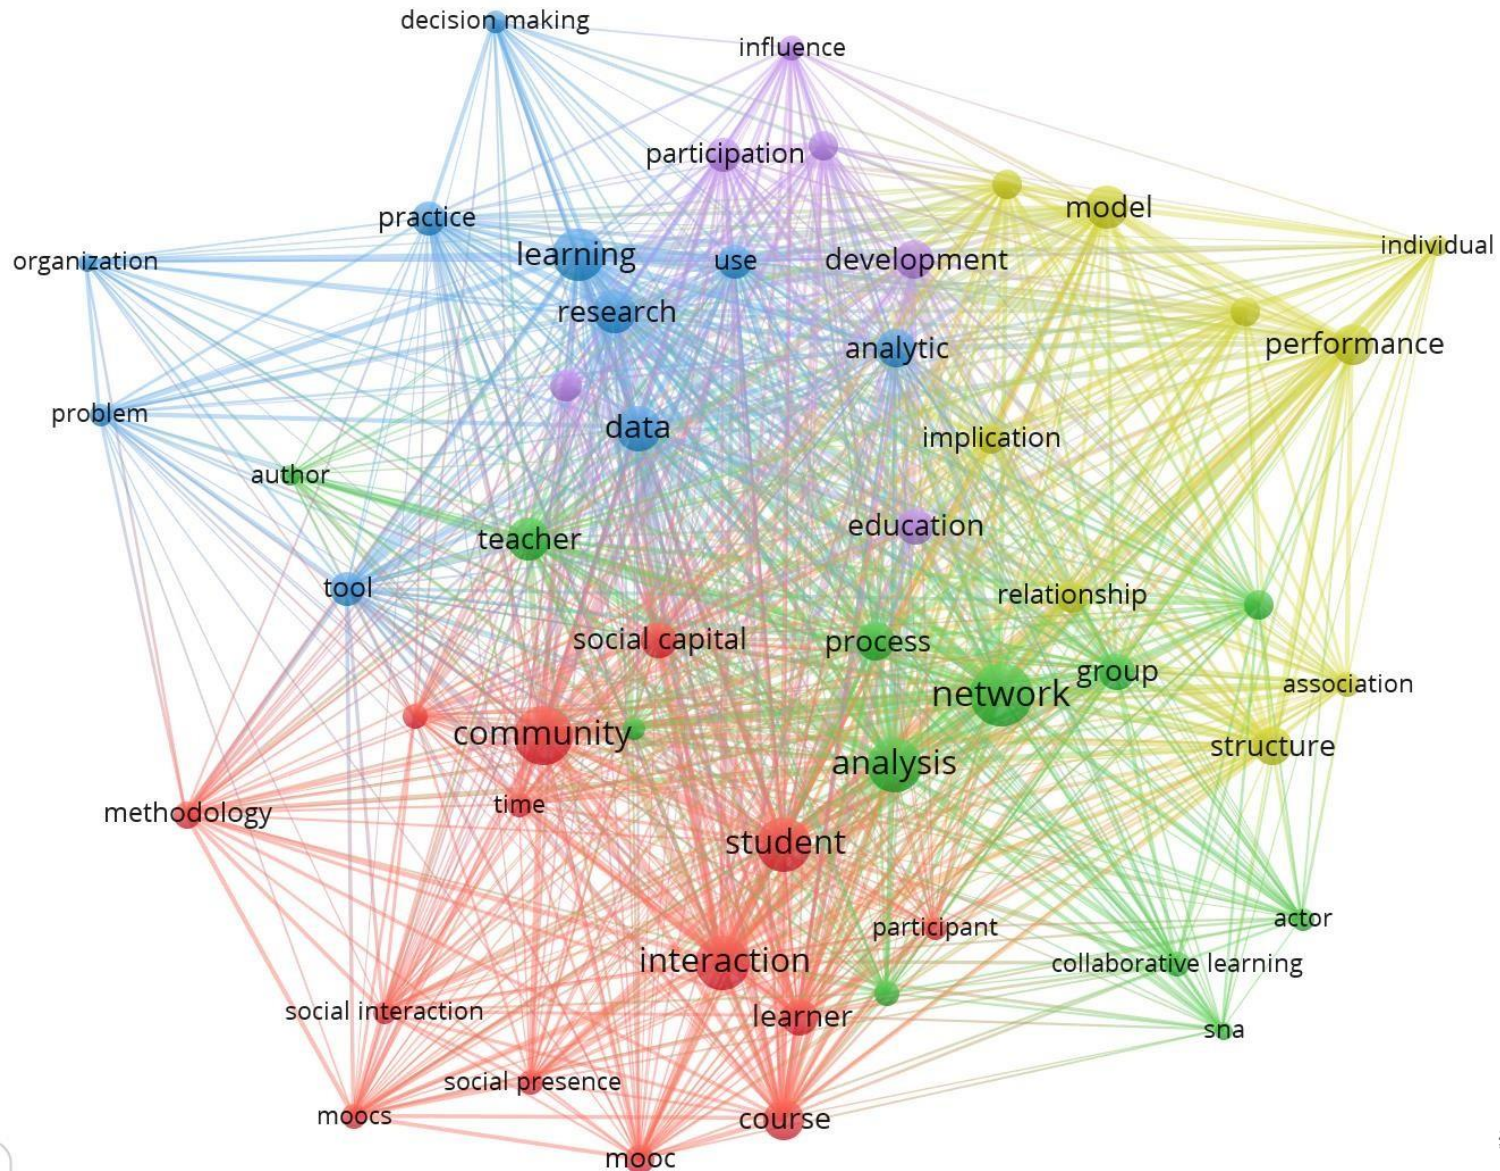 decision making
influence
participation
model
practice
individual
learning
use
development
organization
research
performance
analytic
problem
data
implication
author
education
teacher
tool
relationship
social capital
process
group
association
network
community
structure
analysis
time
methodology
student
actor
participant
interaction
collaborative learning
social interaction
learner
sna
social presence
moocs
course
mooc